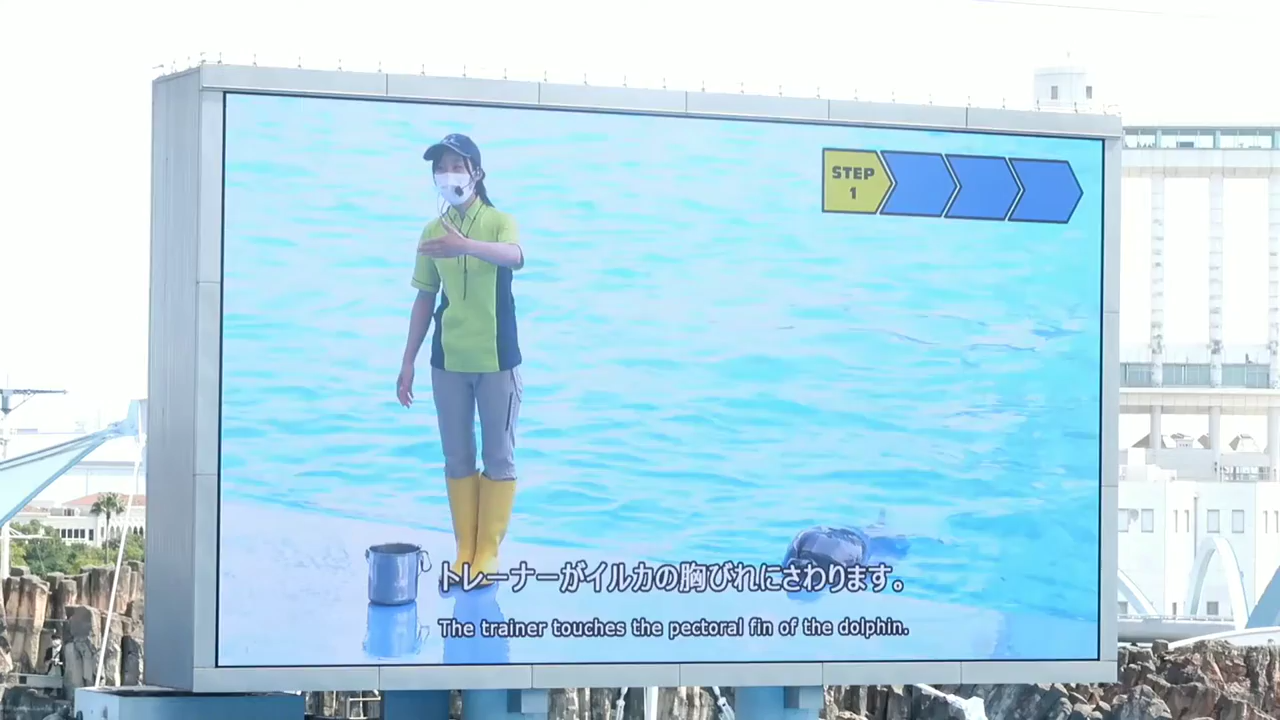 STEP
1
トレーナーがイルカの胸びれにさわります。
The trainer touches the pectoral fin of the dolphin.